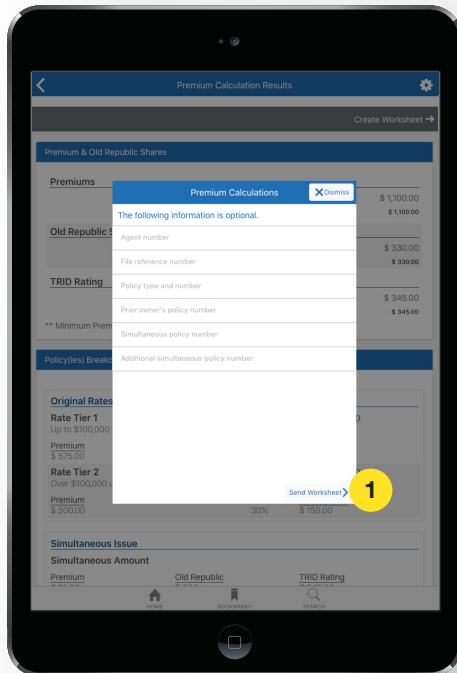 Premium Calculation Results
Create Worksheet
Premium & Old Republic Shares
Premiums
$ 1,100.00
$ 1,100.00
Old Republic S
$ 330.00
$ 330.00
TRID Rating
$ 345.00
$ 345.00
** Minimum Prem
Premium Calculations
Dismiss
The following information is optional.
Agent number
File reference number
Policy type and number
Prior owner's policy number
Simultaneous policy number
Additional simultaneous policy number
Send Worksheet
1
Policy(ies) Breakd
Original Rates
Rate Tier 1
Up to $100,000
Premium
$ 575.00
Rate Tier 2
Over $100,000 u
Premium
$ 500.00 30% $ 150.00
Simultaneous Issue
Simultaneous Amount
Premium Old Republic TRID Rating
HOME BOOKMARKS SEARCH